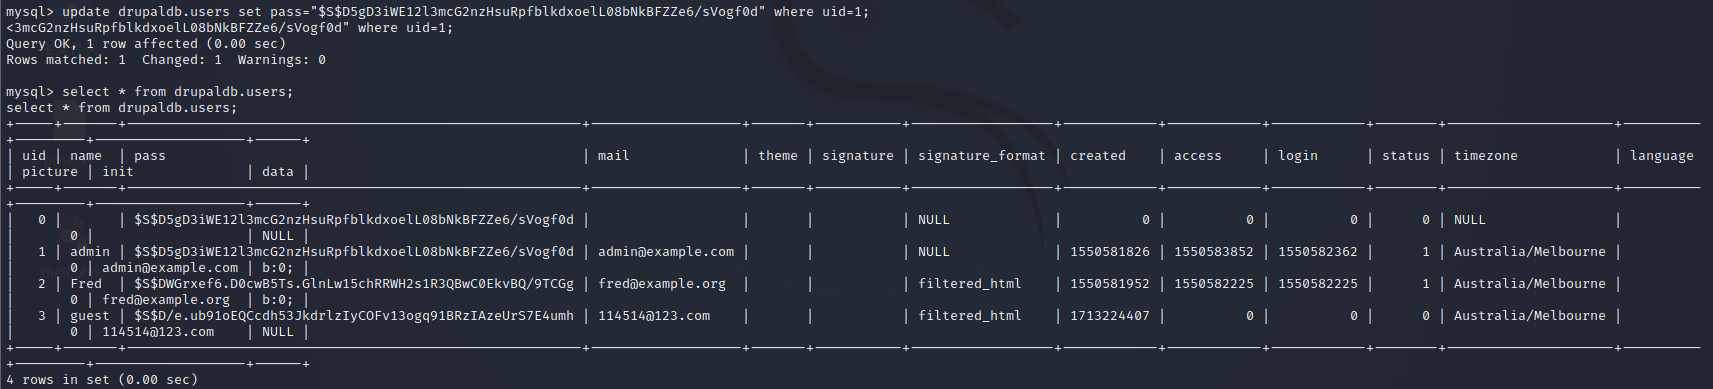 mysql> update drupaldb.users set pass="$S$D5gD3iWE12l3mcG2nzHsuRpfblkdxoelL08bNkBFZZe6/sVogf0d" where uid=1;
<3mcG2nzHsuRpfblkdxoelL08bNkBFZZe6/sVogf0d" where uid=1;
Query OK, 1 row affected (0.00 sec)
Rows matched: 1  Changed: 1  Warnings: 0
mysql> select * from drupaldb.users;
select * from drupaldb.users;
| uid | name  | pass | mail | theme | signature | signature_format | created | access | login | status | timezone | language
| picture | init | data |
| 0 | | $S$D5gD3iWE12l3mcG2nzHsuRpfblkdxoelL08bNkBFZZe6/sVogf0d | | | | NULL | 0 | 0 | 0 | 0 | NULL |
| 0 | | NULL |
| 1 | admin | $S$D5gD3iWE12l3mcG2nzHsuRpfblkdxoelL08bNkBFZZe6/sVogf0d | admin@example.com | | | NULL | 1550581826 | 1550583852 | 1550582362 | 1 | Australia/Melbourne |
| 0 | admin@example.com | b:0; |
| 2 | Fred | $S$DWGrxef6.D0cwB5Ts.GlnLw15chRRWH2s1R3QBwC0EkvBQ/9TCGg | fred@example.org | | | filtered_html | 1550581952 | 1550582225 | 1550582225 | 1 | Australia/Melbourne |
| 0 | fred@example.org | b:0; |
| 3 | guest | $S$D/e.ub91oEQCcdh53JkdrlzIyCOFv13ogq91BRzIAzeUrS7E4umh | 114514@123.com | | | filtered_html | 1713224407 | 0 | 0 | 0 | Australia/Melbourne |
| 0 | 114514@123.com | NULL |
4 rows in set (0.00 sec)